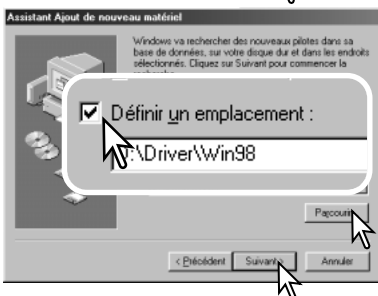 Assistant Ajout de nouveau matériel
Windows va rechercher des nouveaux pilotes dans sa
base de données, sur votre disque dur et dans les endroits
sélectionnés. Cliquez sur Suivant pour commencer la
Définir un emplacement :
:\Driver\Win98
Parcourir
< Précédent
Suivant >
Annuler